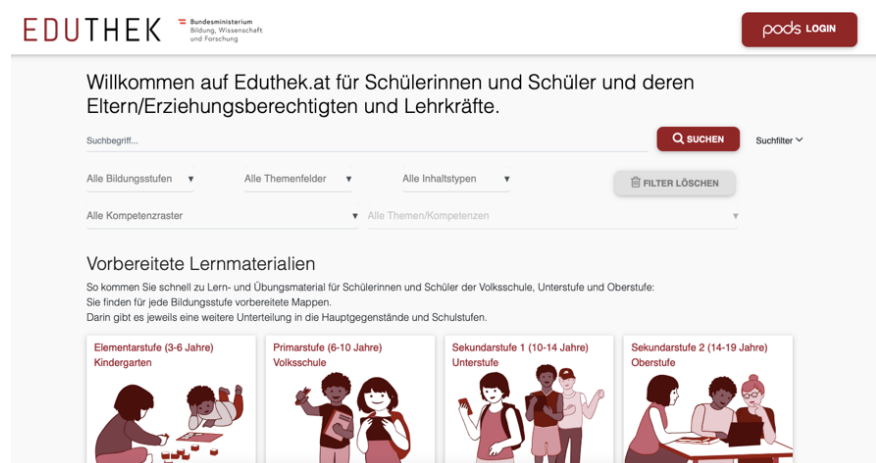 EDUTHEK
Bundesministerium
Bildung, Wissenschaft
und Forschung
pods LOGIN
Willkommen auf Eduthek.at für Schülerinnen und Schüler und deren
Eltern/Erziehungsberechtigten und Lehrkräfte.
Suchbegriff...
SUCHEN
Suchfilter
Alle Bildungsstufen
Alle Themenfelder
Alle Inhaltstypen
FILTER LÖSCHEN
Alle Kompetenzraster
Alle Themen/Kompetenzen
Vorbereitete Lernmaterialien
So kommen Sie schnell zu Lern- und Übungsmaterial für Schülerinnen und Schüler der Volksschule, Unterstufe und Oberstufe:
Sie finden für jede Bildungsstufe vorbereitete Mappen.
Darin gibt es jeweils eine weitere Unterteilung in die Hauptgegenstände und Schulstufen.
Elementarstufe (3-6 Jahre)
Kindergarten
Primarstufe (6-10 Jahre)
Volksschule
Sekundarstufe 1 (10-14 Jahre)
Unterstufe
Sekundarstufe 2 (14-19 Jahre)
Oberstufe